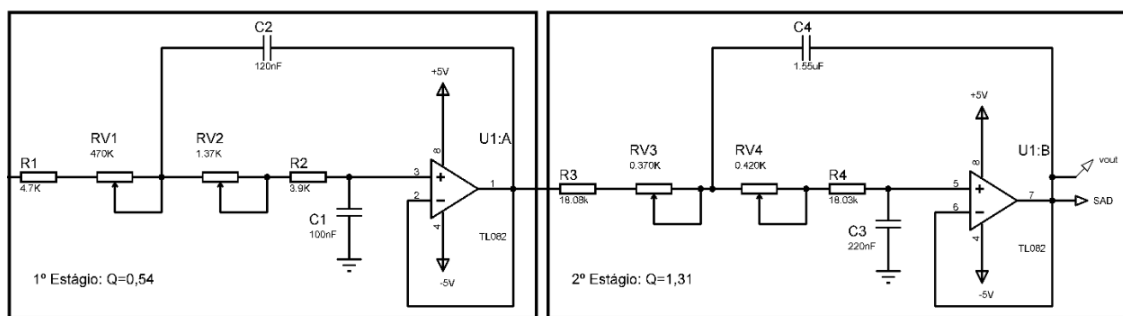 C2
120nF
+5V
RV1
470K
RV2
1.37K
R1
4.7K
R2
3.9K
C1
100nF
U1:A
3
2
1
8
4
TL082
-5V
1º Estágio: Q=0,54
C4
1.55uF
+5V
RV3
0.370K
RV4
0.420K
R3
18.08k
R4
18.03k
C3
220nF
U1:B
5
6
7
8
4
TL082
-5V
vout
SAD
2º Estágio: Q=1,31